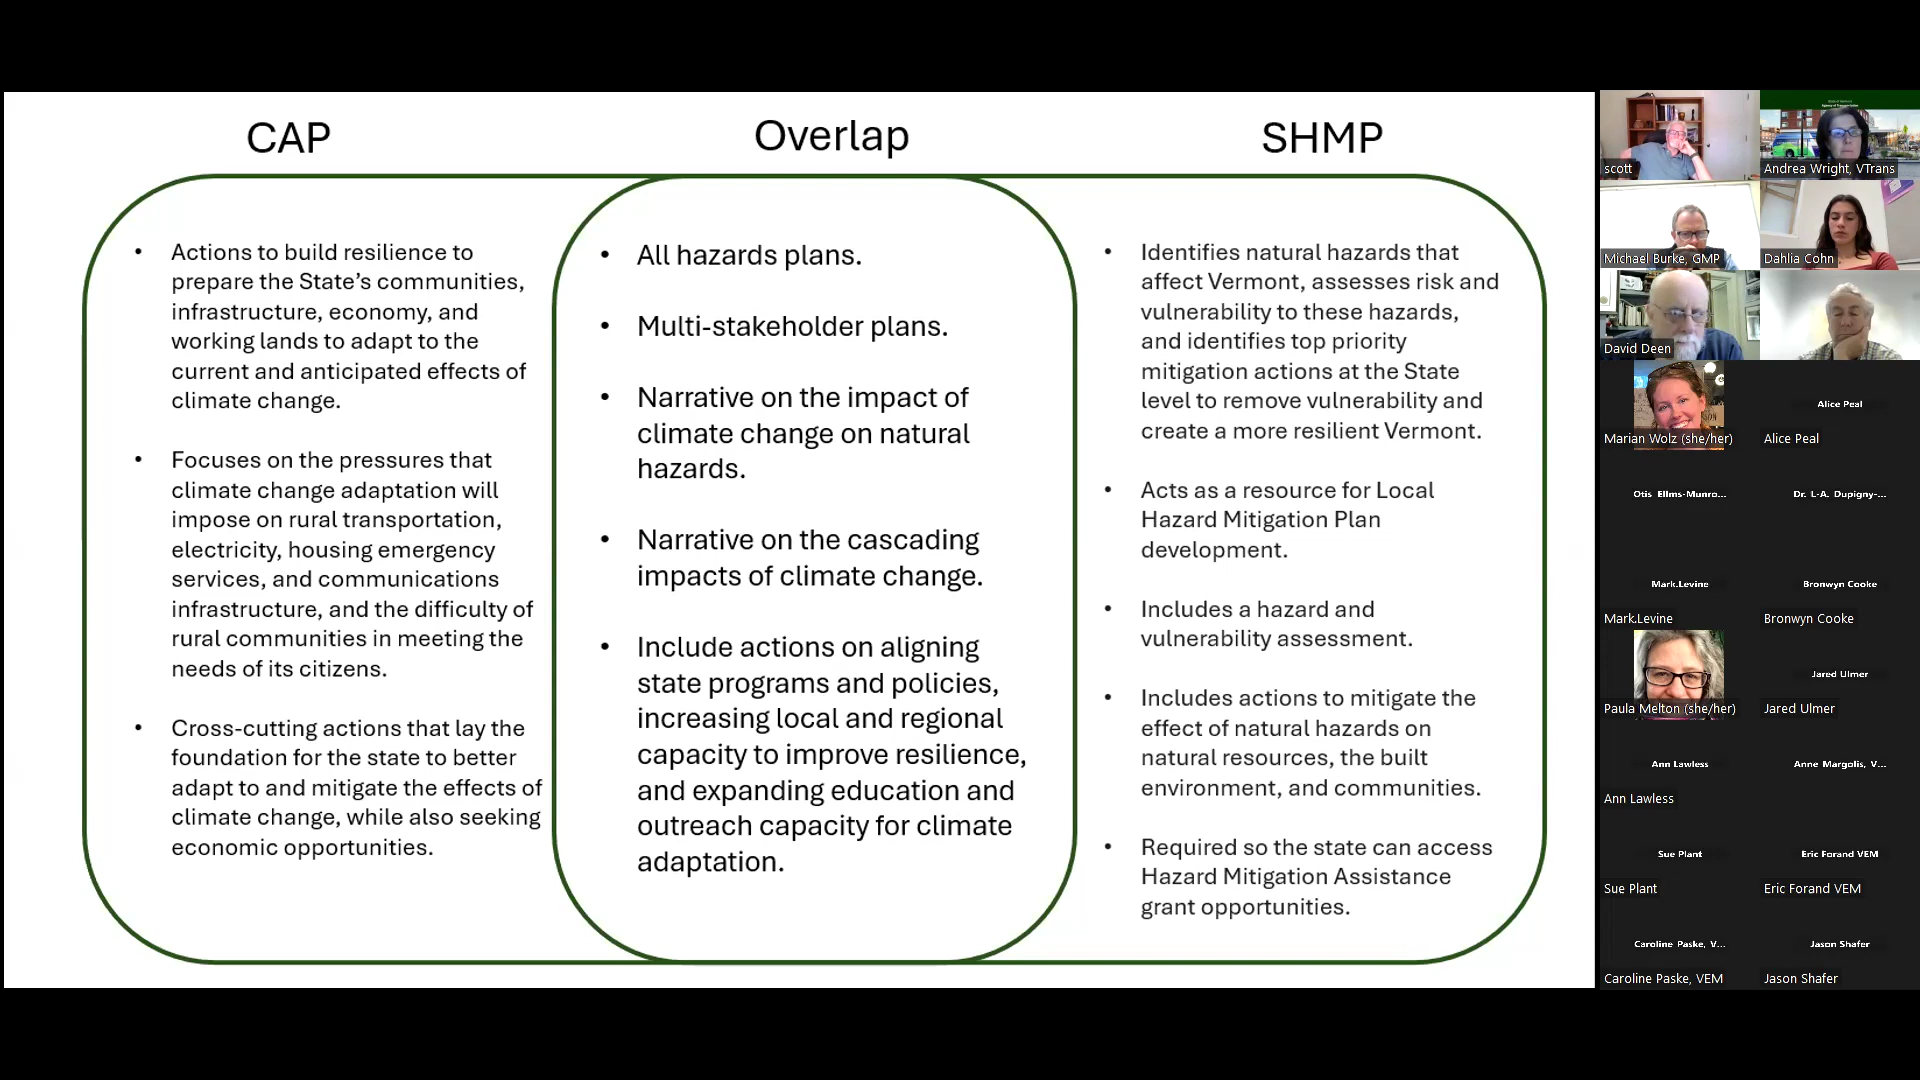 CAP
Overlap
SHMP
• Actions to build resilience to
prepare the State’s communities,
infrastructure, economy, and
working lands to adapt to the
current and anticipated effects of
climate change.
• Focuses on the pressures that
climate change adaptation will
impose on rural transportation,
electricity, housing emergency
services, and communications
infrastructure, and the difficulty of
rural communities in meeting the
needs of its citizens.
• Cross-cutting actions that lay the
foundation for the state to better
adapt to and mitigate the effects of
climate change, while also seeking
economic opportunities.
• All hazards plans.
• Multi-stakeholder plans.
• Narrative on the impact of
climate change on natural
hazards.
• Narrative on the cascading
impacts of climate change.
• Include actions on aligning
state programs and policies,
increasing local and regional
capacity to improve resilience,
and expanding education and
outreach capacity for climate
adaptation.
• Identifies natural hazards that
affect Vermont, assesses risk and
vulnerability to these hazards,
and identifies top priority
mitigation actions at the State
level to remove vulnerability and
create a more resilient Vermont.
• Acts as a resource for Local
Hazard Mitigation Plan
development.
• Includes a hazard and
vulnerability assessment.
• Includes actions to mitigate the
effect of natural hazards on
natural resources, the built
environment, and communities.
• Required so the state can access
Hazard Mitigation Assistance
grant opportunities.
scott
Andrea Wright, VTrans
Michael Burke, GMP
Dahlia Cohn
David Deen
Marian Wolz (she/her)
Alice Peal
Alice Peal
Otis Ellms-Munro...
Dr. L-A. Dupigny-...
Mark.Levine
Mark.Levine
Bronwyn Cooke
Bronwyn Cooke
Paula Melton (she/her)
Jared Ulmer
Jared Ulmer
Ann Lawless
Ann Lawless
Anne Margolis, V...
Sue Plant
Sue Plant
Eric Forand VEM
Eric Forand VEM
Caroline Paske, V...
Caroline Paske, VEM
Jason Shafer
Jason Shafer